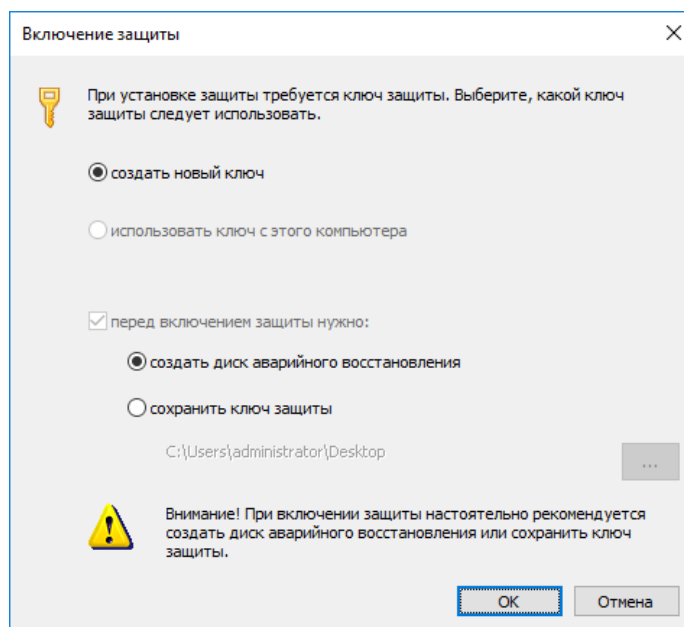 Включение защиты
При установке защиты требуется ключ защиты. Выберите, какой ключ
защиты следует использовать.
создать новый ключ
использовать ключ с этого компьютера
перед включением защиты нужно:
создать диск аварийного восстановления
сохранить ключ защиты
C:\Users\administrator\Desktop
...
Внимание! При включении защиты настоятельно рекомендуется
создать диск аварийного восстановления или сохранить ключ
защиты.
OK
Отмена